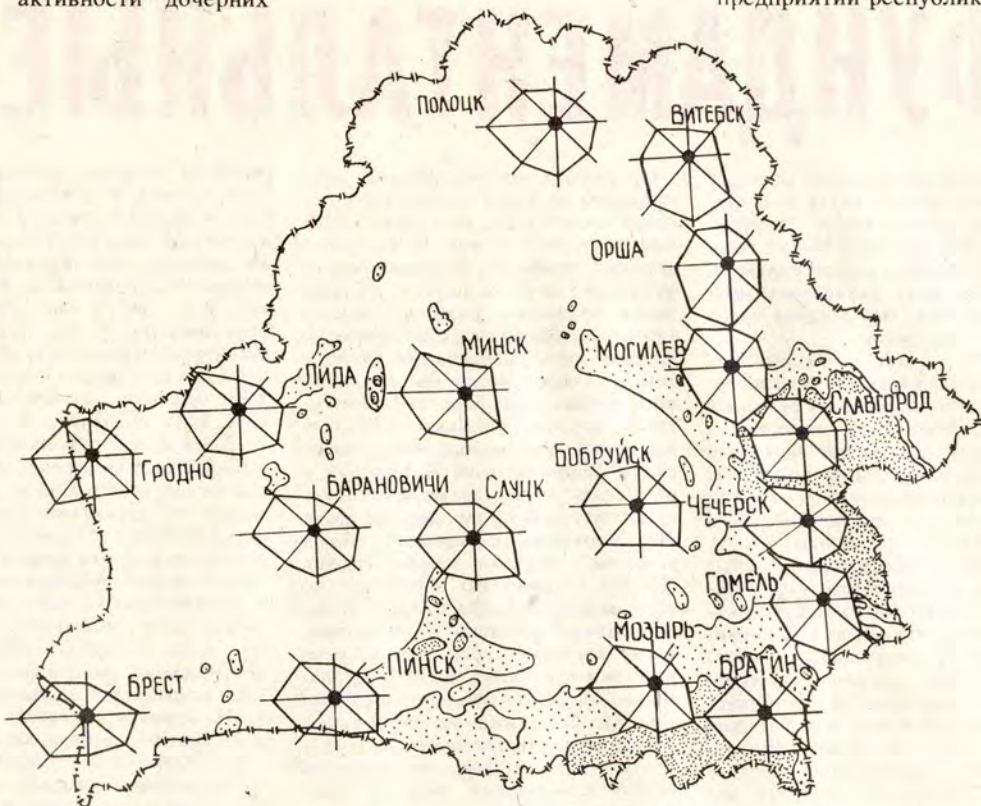 активности дочерних
предприятий республик
ПОЛОЦК
ВИТЕБСК
ОРША
МОГИЛЕВ
МИНСК
ЛИДА
СЛАВГОРОД
ГРОДНО
БАРАНОВИЧИ
СЛУЦК
БОБРУЙСК
ЧЕЧЕРСК
ГОМЕЛЬ
МОЗЫРЬ
БРАГИН
ПИНСК
БРЕСТ